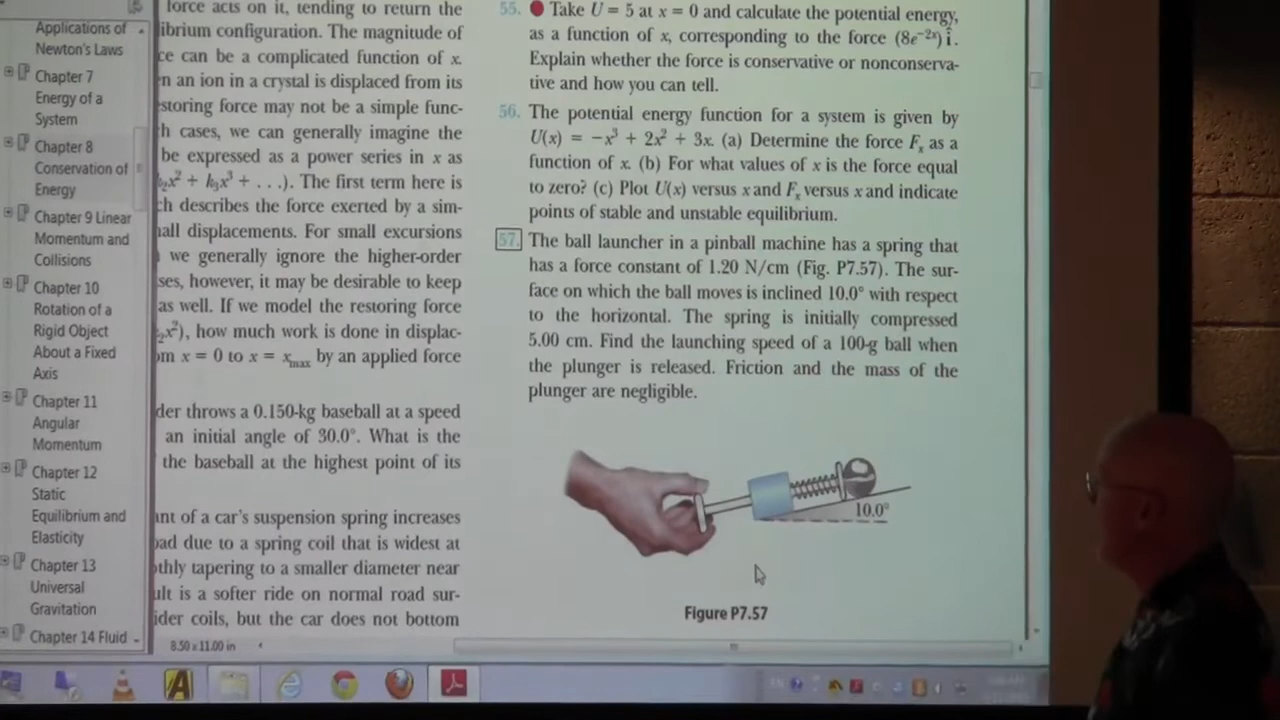 Applications of
Newton's Laws
Chapter 7
Energy of a
System
Chapter 8
Conservation of
Energy
Chapter 9 Linear
Momentum and
Collisions
Chapter 10
Rotation of a
Rigid Object
About a Fixed
Axis
Chapter 11
Angular
Momentum
Chapter 12
Static
Equilibrium and
Elasticity
Chapter 13
Universal
Gravitation
Chapter 14 Fluid
force acts on it, tending to return the
librium configuration. The magnitude of
ce can be a complicated function of x.
n an ion in a crystal is displaced from its
storing force may not be a simple func-
h cases, we can generally imagine the
be expressed as a power series in x as
k₂x² + k₃x³ + . . .). The first term here is
ch describes the force exerted by a sim-
all displacements. For small excursions
we generally ignore the higher-order
ses, however, it may be desirable to keep
as well. If we model the restoring force
₂x²), how much work is done in displac-
om x = 0 to x = xmax by an applied force
der throws a 0.150-kg baseball at a speed
an initial angle of 30.0°. What is the
the baseball at the highest point of its
ant of a car's suspension spring increases
oad due to a spring coil that is widest at
thly tapering to a smaller diameter near
ult is a softer ride on normal road sur-
ider coils, but the car does not bottom
8.50 x 11.00 in
55. ● Take U = 5 at x = 0 and calculate the potential energy,
as a function of x, corresponding to the force (8e⁻²ˣ) î.
Explain whether the force is conservative or nonconserva-
tive and how you can tell.
56. The potential energy function for a system is given by
U(x) = −x³ + 2x² + 3x. (a) Determine the force Fₓ as a
function of x. (b) For what values of x is the force equal
to zero? (c) Plot U(x) versus x and Fₓ versus x and indicate
points of stable and unstable equilibrium.
57. The ball launcher in a pinball machine has a spring that
has a force constant of 1.20 N/cm (Fig. P7.57). The sur-
face on which the ball moves is inclined 10.0° with respect
to the horizontal. The spring is initially compressed
5.00 cm. Find the launching speed of a 100-g ball when
the plunger is released. Friction and the mass of the
plunger are negligible.
10.0°
Figure P7.57